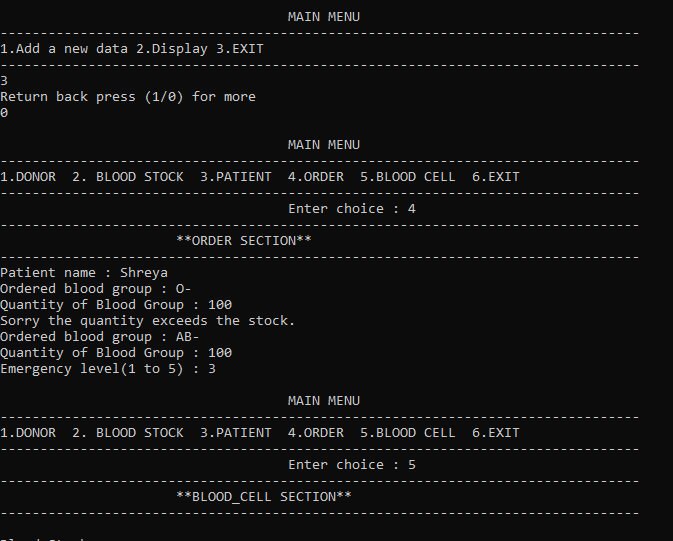 MAIN MENU
--------------------------------------------------------------------------------
1.Add a new data 2.Display 3.EXIT
--------------------------------------------------------------------------------
3
Return back press (1/0) for more
0
MAIN MENU
--------------------------------------------------------------------------------
1.DONOR  2. BLOOD STOCK  3.PATIENT  4.ORDER  5.BLOOD CELL  6.EXIT
--------------------------------------------------------------------------------
Enter choice : 4
--------------------------------------------------------------------------------
**ORDER SECTION**
--------------------------------------------------------------------------------
Patient name : Shreya
Ordered blood group : O-
Quantity of Blood Group : 100
Sorry the quantity exceeds the stock.
Ordered blood group : AB-
Quantity of Blood Group : 100
Emergency level(1 to 5) : 3
MAIN MENU
--------------------------------------------------------------------------------
1.DONOR  2. BLOOD STOCK  3.PATIENT  4.ORDER  5.BLOOD CELL  6.EXIT
--------------------------------------------------------------------------------
Enter choice : 5
--------------------------------------------------------------------------------
**BLOOD_CELL SECTION**
--------------------------------------------------------------------------------